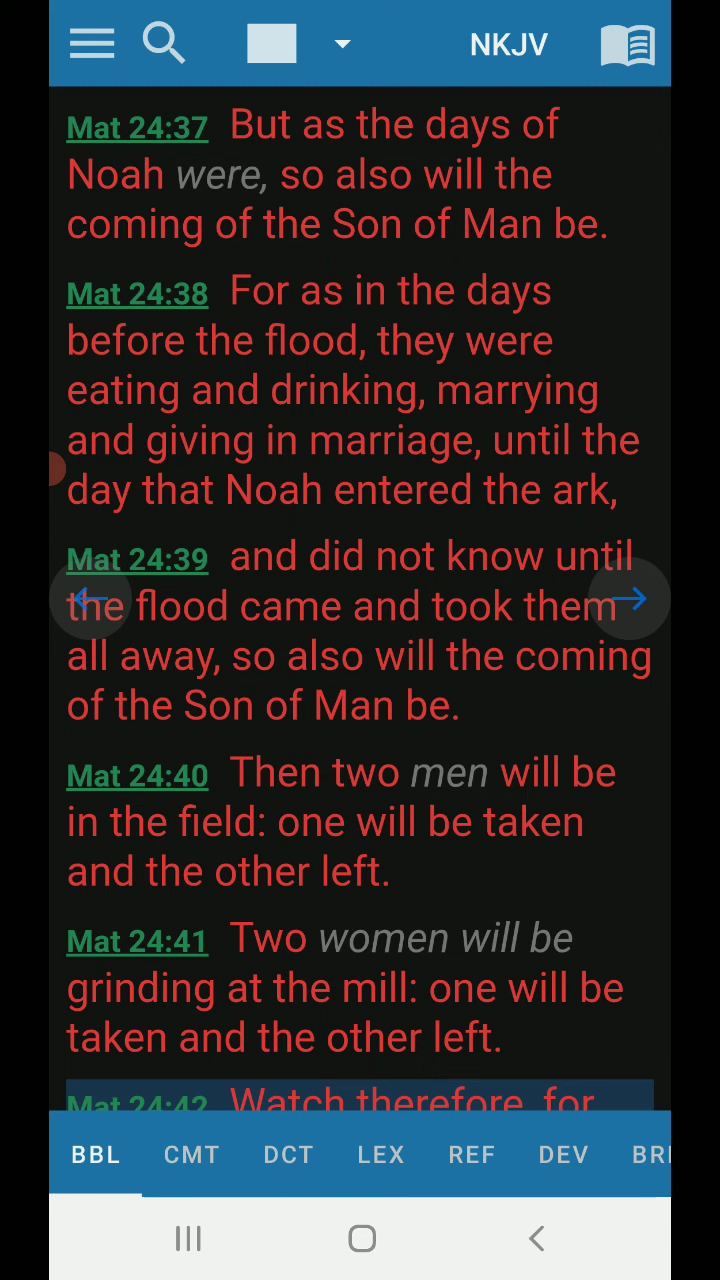 NKJV
Mat 24:37 But as the days of
Noah were, so also will the
coming of the Son of Man be.
Mat 24:38 For as in the days
before the flood, they were
eating and drinking, marrying
and giving in marriage, until the
day that Noah entered the ark,
Mat 24:39 and did not know until
the flood came and took them
all away, so also will the coming
of the Son of Man be.
Mat 24:40 Then two men will be
in the field: one will be taken
and the other left.
Mat 24:41 Two women will be
grinding at the mill: one will be
taken and the other left.
Mat 24:42 Watch therefore, for
BBL CMT DCT LEX REF DEV